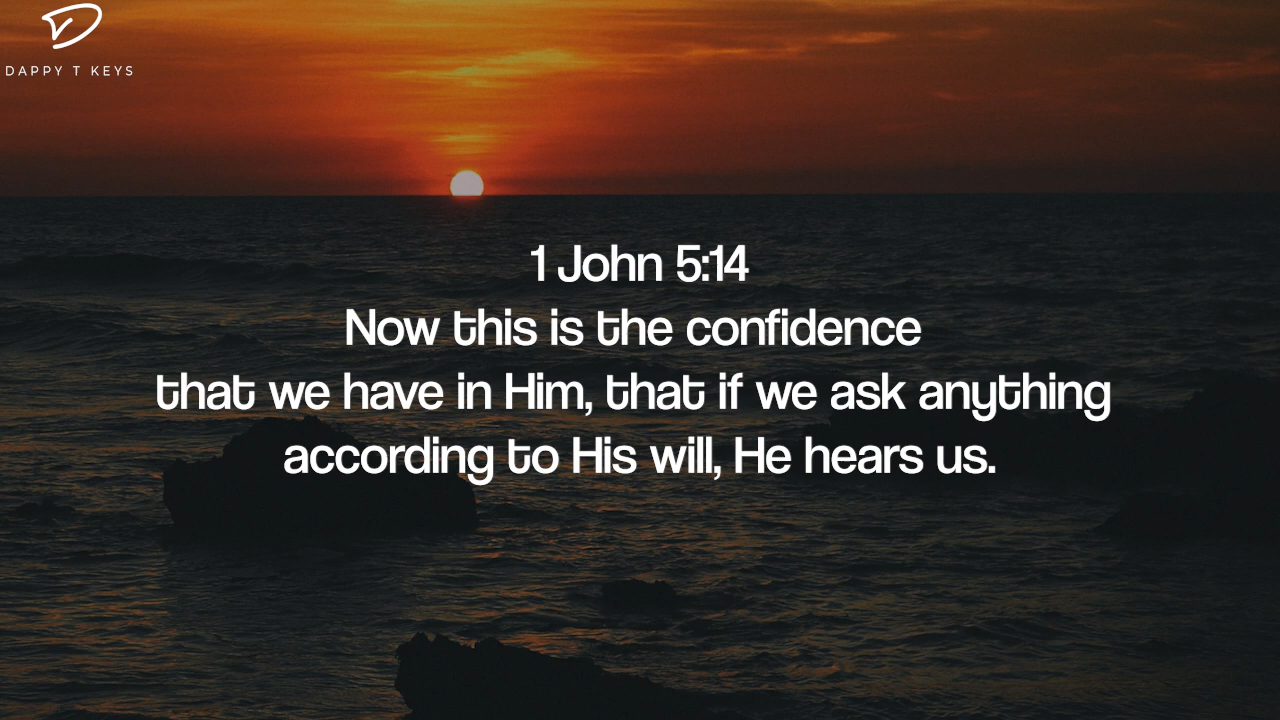 DAPPY T KEYS
1 John 5:14
Now this is the confidence
that we have in Him, that if we ask anything
according to His will, He hears us.